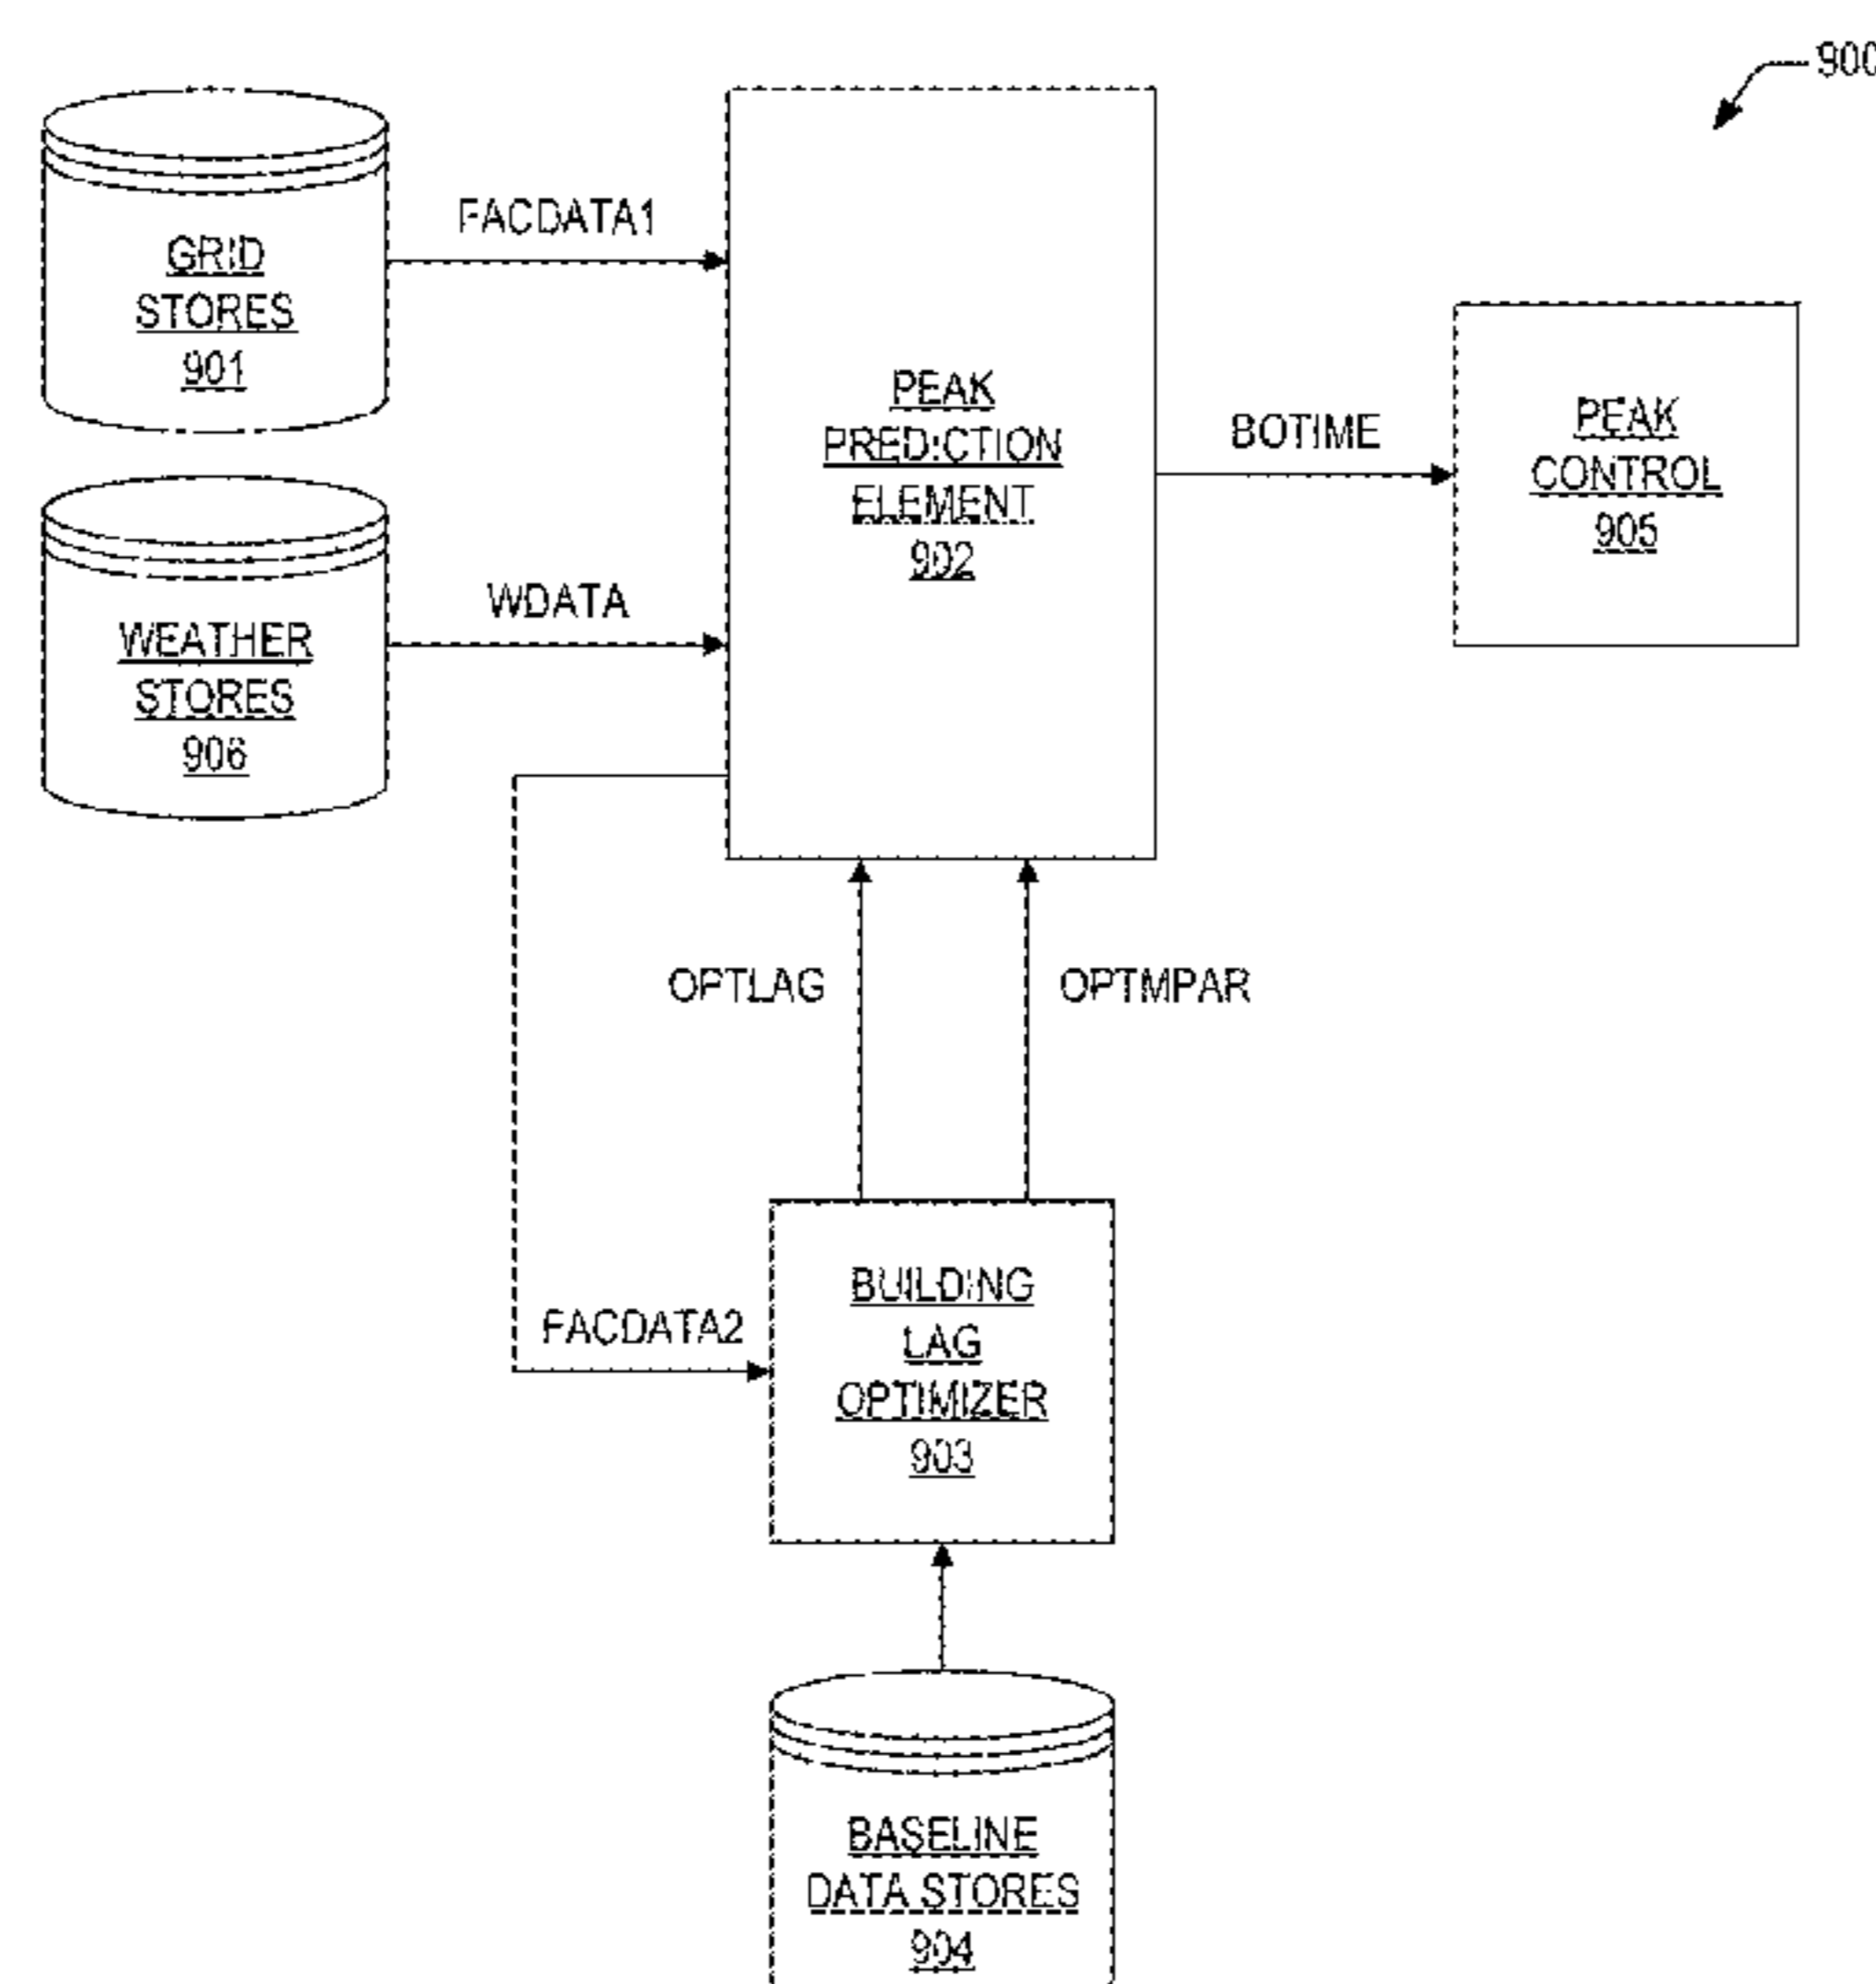 900
FACDATA1
GRID
STORES
901
PEAK
PREDICTION
ELEMENT
902
BOTIME
PEAK
CONTROL
905
WDATA
WEATHER
STORES
906
OPTLAG
OPTMPAR
FACDATA2
BUILDING
LAG
OPTIMIZER
903
BASELINE
DATA STORES
904